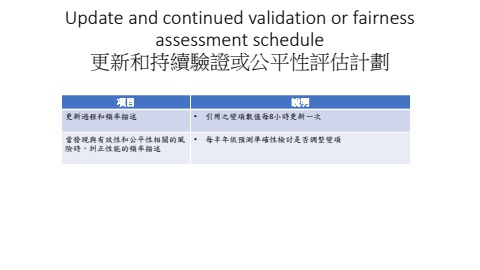 Update and continued validation or fairness
assessment schedule
更新和持續驗證或公平性評估計劃
項目
說明
更新過程和頻率描述
• 引用之變項數值每8小時更新一次
當發現與有效性和公平性相關的風
險時，糾正性能的頻率描述
• 每半年依預測準確性檢討是否調整變項